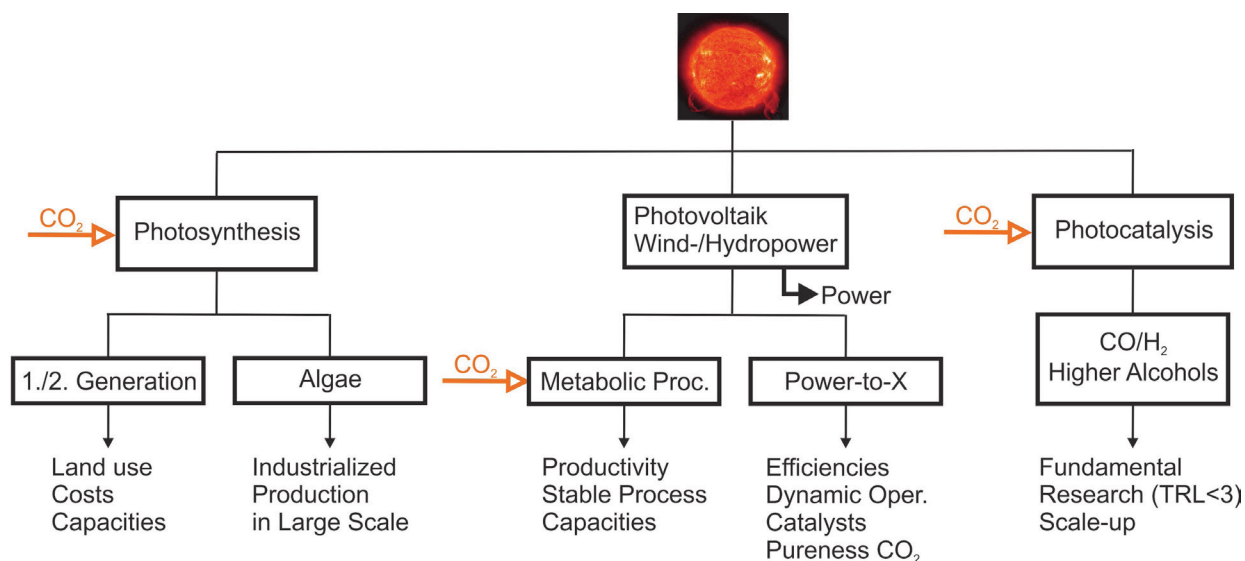 CO₂
Photosynthesis
Photovoltaik
Wind-/Hydropower
CO₂
Photocatalysis
Power
1./2. Generation
Algae
CO₂
Metabolic Proc.
Power-to-X
CO/H₂
Higher Alcohols
Land use
Costs
Capacities
Industrialized
Production
in Large Scale
Productivity
Stable Process
Capacities
Efficiencies
Dynamic Oper.
Catalysts
Pureness CO₂
Fundamental
Research (TRL<3)
Scale-up